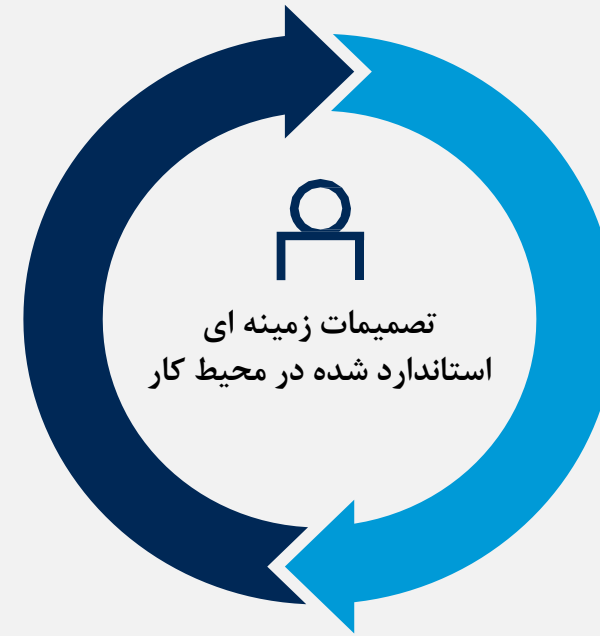 تصمیمات زمینه ای
استاندارد شده در محیط کار